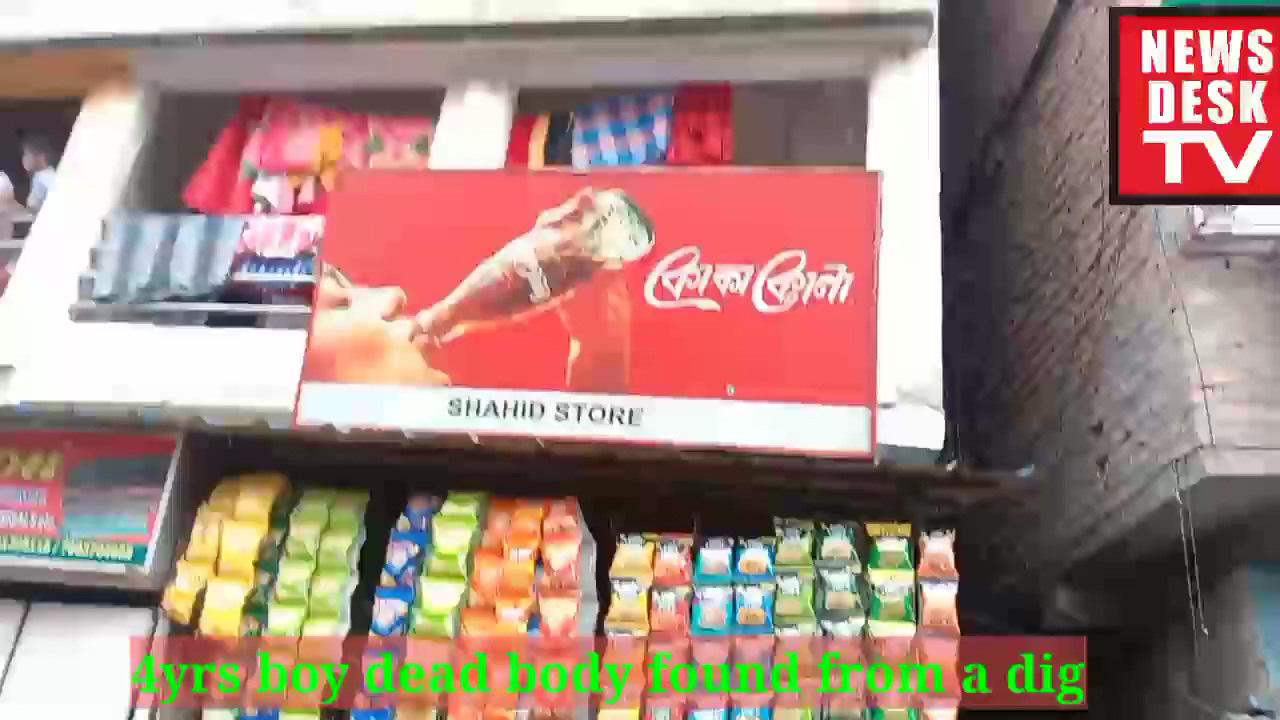 NEWS
DESK
TV
কোকা কোলা
SHAHID STORE
4yrs boy dead body found from a dig